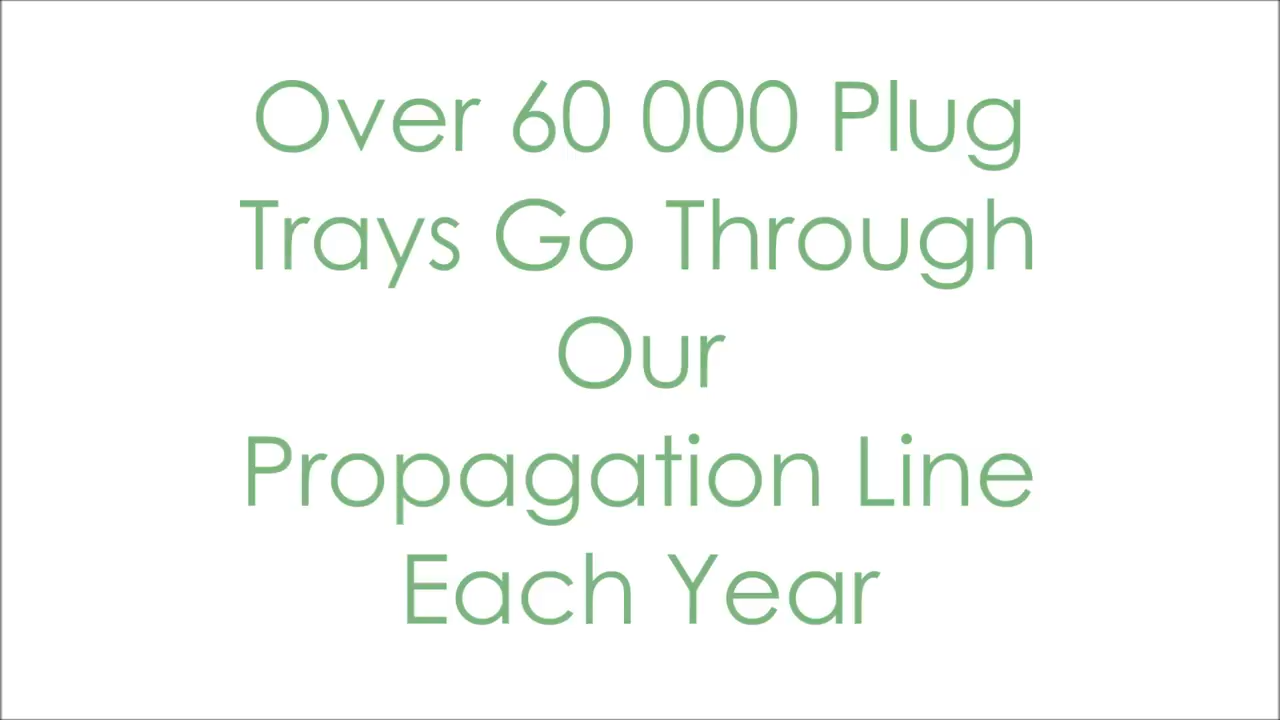 Over 60 000 Plug
Trays Go Through
Our
Propagation Line
Each Year